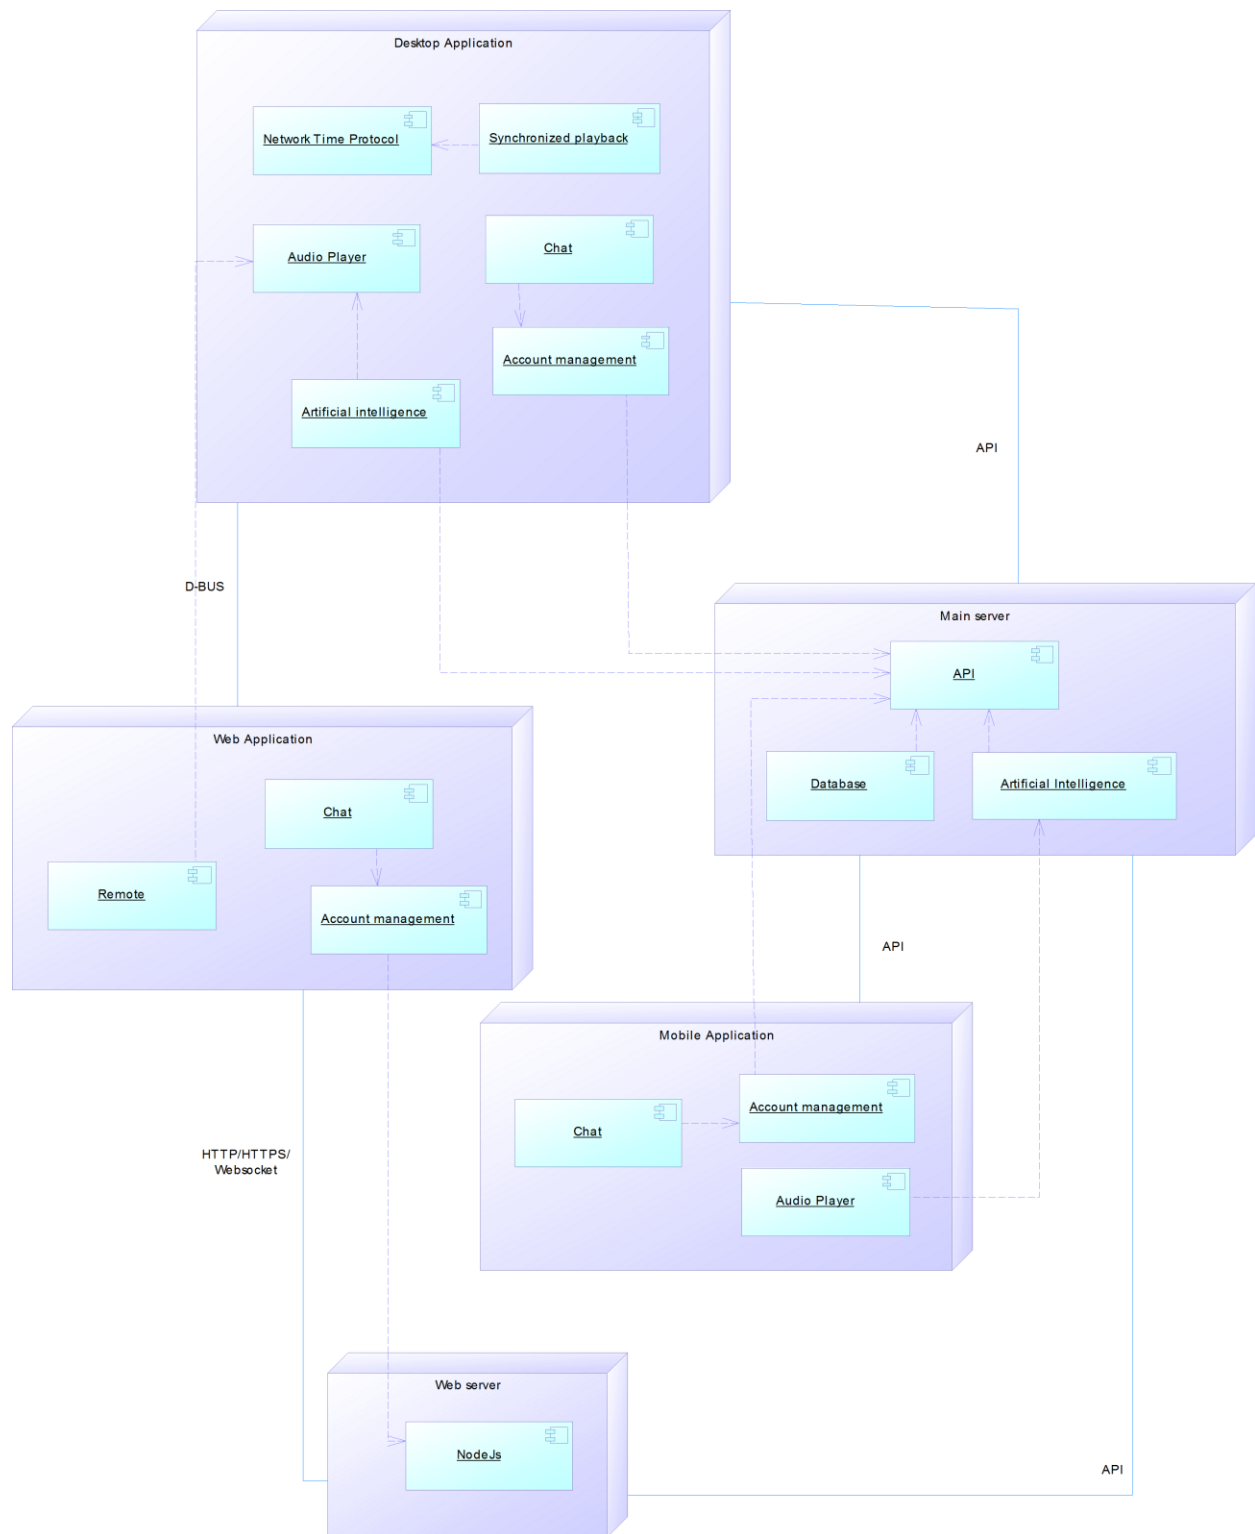 Desktop Application
Network Time Protocol
Synchronized playback
Audio Player
Chat
Account management
Artificial intelligence
API
D-BUS
Main server
API
Database
Artificial Intelligence
Web Application
Chat
Remote
Account management
API
Mobile Application
Chat
Account management
Audio Player
HTTP/HTTPS/
Websocket
Web server
NodeJs
API